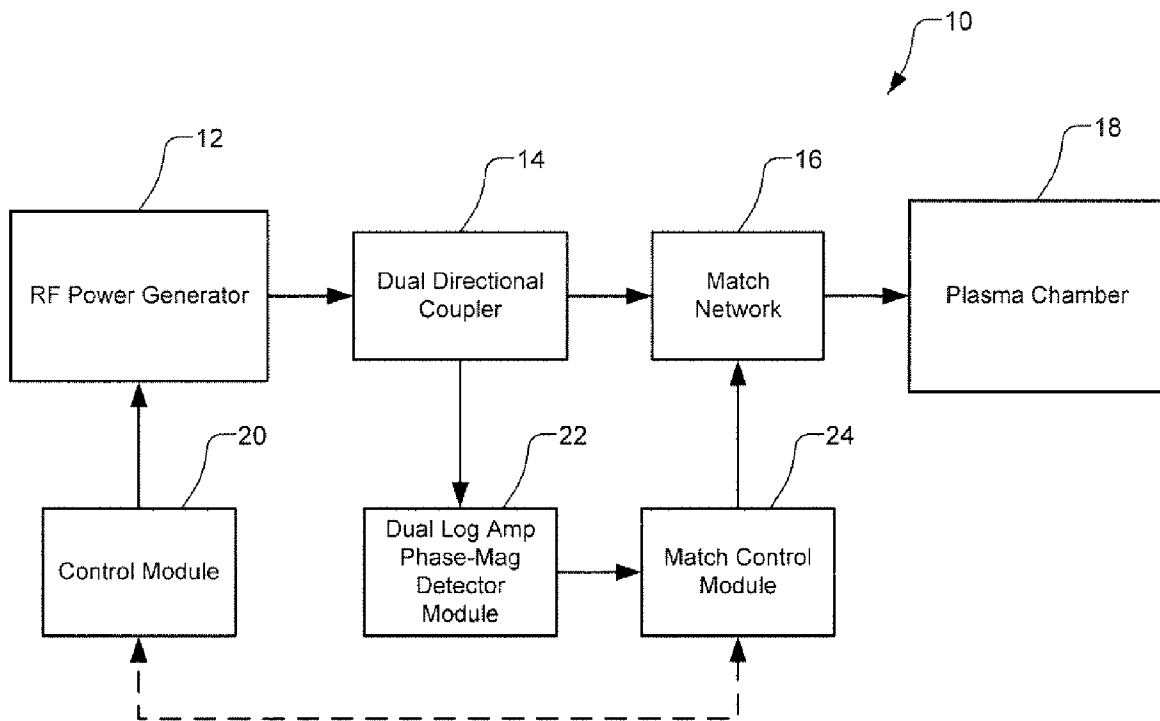 10
12
14
16
18
RF Power Generator
Dual Directional
Coupler
Match
Network
Plasma Chamber
20
22
24
Control Module
Dual Log Amp
Phase-Mag
Detector
Module
Match Control
Module